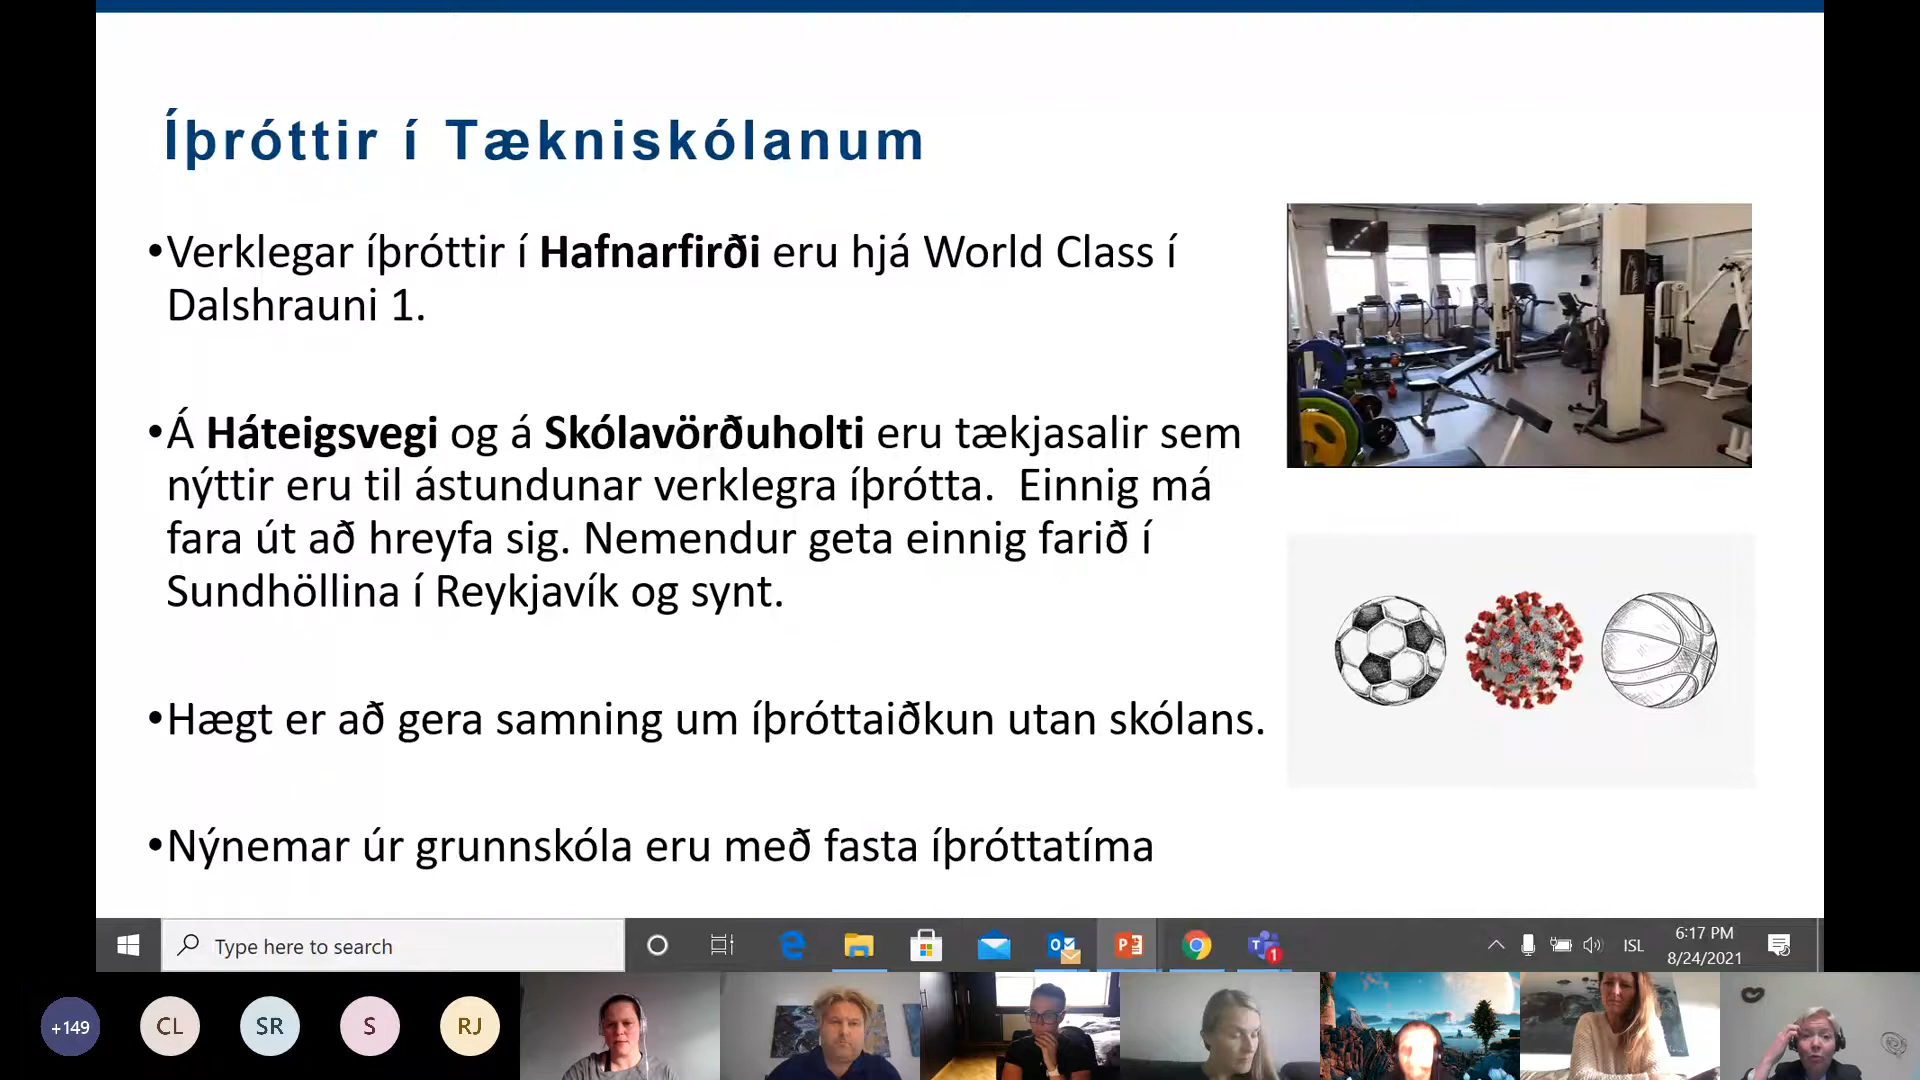 Íþróttir í Tækniskólanum
•Verklegar íþróttir í Hafnarfirði eru hjá World Class í
Dalshrauni 1.
•Á Háteigsvegi og á Skólavörðuholti eru tækjasalir sem
nýttir eru til ástundunar verklegra íþrótta.  Einnig má
fara út að hreyfa sig. Nemendur geta einnig farið í
Sundhöllina í Reykjavík og synt.
•Hægt er að gera samning um íþróttaiðkun utan skólans.
•Nýnemar úr grunnskóla eru með fasta íþróttatíma
Type here to search
ISL
6:17 PM
8/24/2021
1
+149
CL
SR
S
RJ